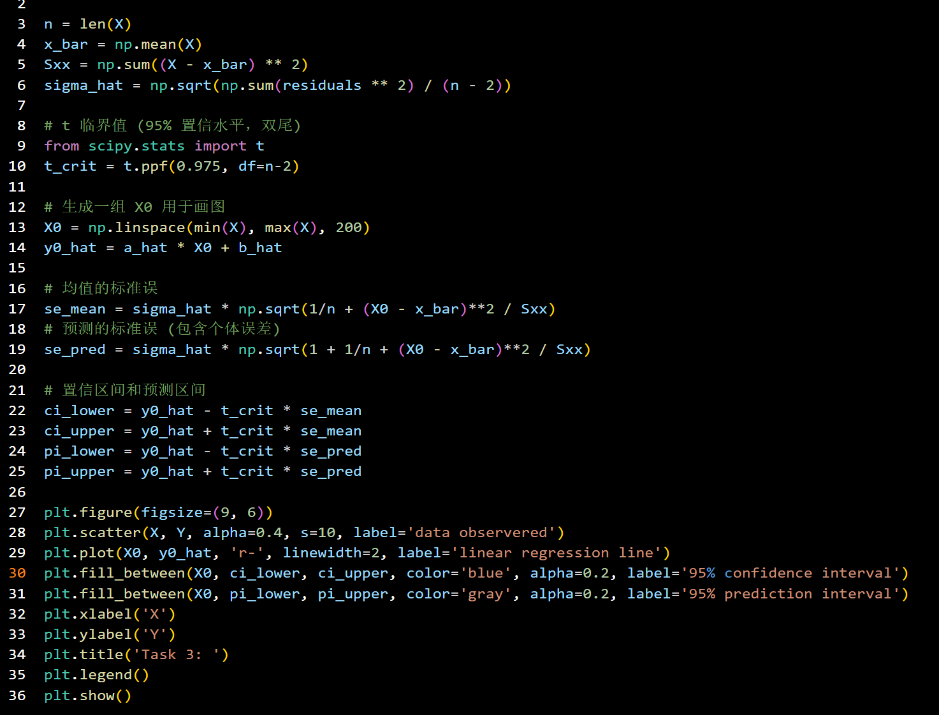 2
3 n = len(X)
4 x_bar = np.mean(X)
5 Sxx = np.sum((X - x_bar) ** 2)
6 sigma_hat = np.sqrt(np.sum(residuals ** 2) / (n - 2))
7
8 # t 临界值 (95% 置信水平，双尾)
9 from scipy.stats import t
10 t_crit = t.ppf(0.975, df=n-2)
11
12 # 生成一组 X0 用于画图
13 X0 = np.linspace(min(X), max(X), 200)
14 y0_hat = a_hat * X0 + b_hat
15
16 # 均值的标准误
17 se_mean = sigma_hat * np.sqrt(1/n + (X0 - x_bar)**2 / Sxx)
18 # 预测的标准误 (包含个体误差)
19 se_pred = sigma_hat * np.sqrt(1 + 1/n + (X0 - x_bar)**2 / Sxx)
20
21 # 置信区间和预测区间
22 ci_lower = y0_hat - t_crit * se_mean
23 ci_upper = y0_hat + t_crit * se_mean
24 pi_lower = y0_hat - t_crit * se_pred
25 pi_upper = y0_hat + t_crit * se_pred
26
27 plt.figure(figsize=(9, 6))
28 plt.scatter(X, Y, alpha=0.4, s=10, label='data observered')
29 plt.plot(X0, y0_hat, 'r-', linewidth=2, label='linear regression line')
30 plt.fill_between(X0, ci_lower, ci_upper, color='blue', alpha=0.2, label='95% confidence interval')
31 plt.fill_between(X0, pi_lower, pi_upper, color='gray', alpha=0.2, label='95% prediction interval')
32 plt.xlabel('X')
33 plt.ylabel('Y')
34 plt.title('Task 3: ')
35 plt.legend()
36 plt.show()